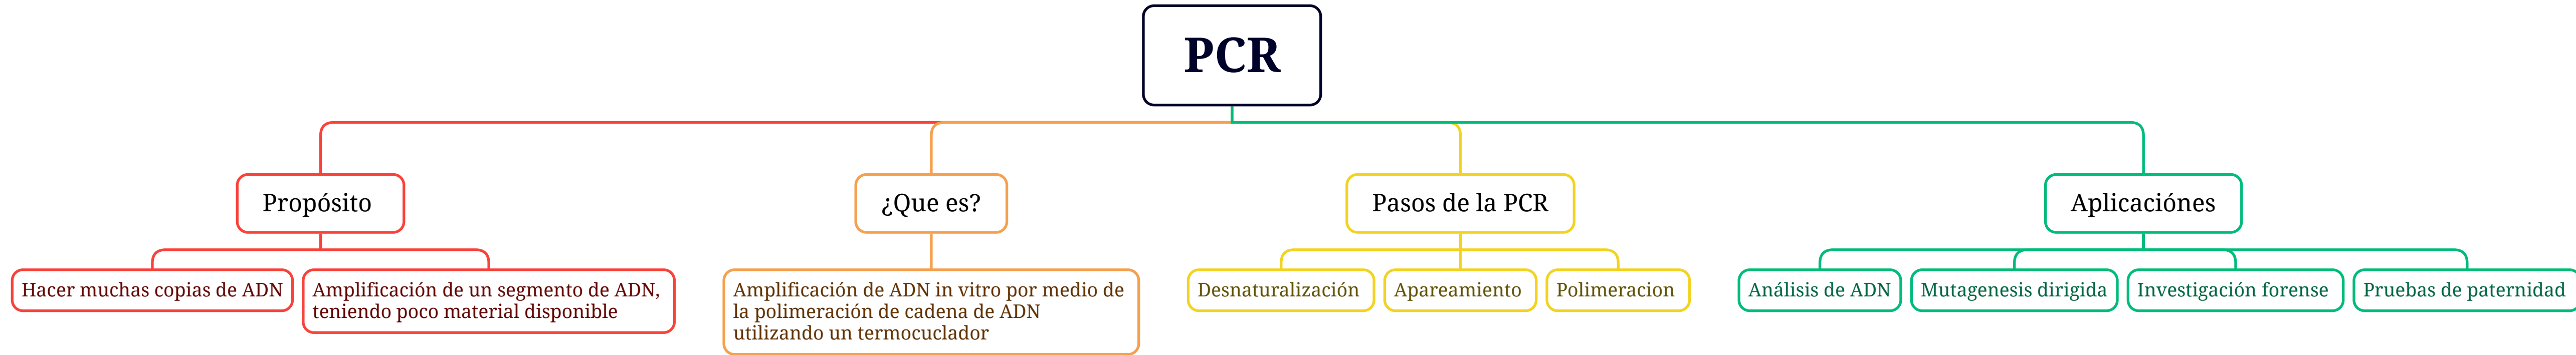 PCR
Propósito
¿Que es?
Pasos de la PCR
Aplicaciónes
Hacer muchas copias de ADN
Amplificación de un segmento de ADN,
teniendo poco material disponible
Amplificación de ADN in vitro por medio de
la polimeración de cadena de ADN
utilizando un termocuclador
Desnaturalización
Apareamiento
Polimeracion
Análisis de ADN
Mutagenesis dirigida
Investigación forense
Pruebas de paternidad